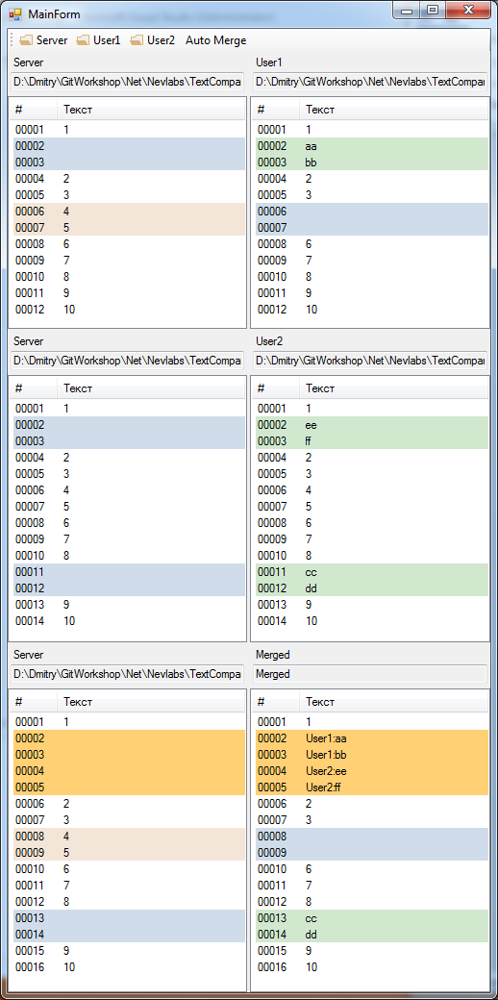 MainForm
Server User1 User2 Auto Merge
Server User1
D:\Dmitry\GitWorkshop\Net\Nevlabs\TextCompa D:\Dmitry\GitWorkshop\Net\Nevlabs\TextCompa
# Текст # Текст
00001 1 00001 1
00002 00002 aa
00003 00003 bb
00004 2 00004 2
00005 3 00005 3
00006 4 00006
00007 5 00007
00008 6 00008 6
00009 7 00009 7
00010 8 00010 8
00011 9 00011 9
00012 10 00012 10
Server User2
D:\Dmitry\GitWorkshop\Net\Nevlabs\TextCompa D:\Dmitry\GitWorkshop\Net\Nevlabs\TextCompa
# Текст # Текст
00001 1 00001 1
00002 00002 ee
00003 00003 ff
00004 2 00004 2
00005 3 00005 3
00006 4 00006 4
00007 5 00007 5
00008 6 00008 6
00009 7 00009 7
00010 8 00010 8
00011 00011 cc
00012 00012 dd
00013 9 00013 9
00014 10 00014 10
Server Merged
D:\Dmitry\GitWorkshop\Net\Nevlabs\TextCompa Merged
# Текст # Текст
00001 1 00001 1
00002 00002 User1:aa
00003 00003 User1:bb
00004 00004 User2:ee
00005 00005 User2:ff
00006 2 00006 2
00007 3 00007 3
00008 4 00008
00009 5 00009
00010 6 00010 6
00011 7 00011 7
00012 8 00012 8
00013 00013 cc
00014 00014 dd
00015 9 00015 9
00016 10 00016 10